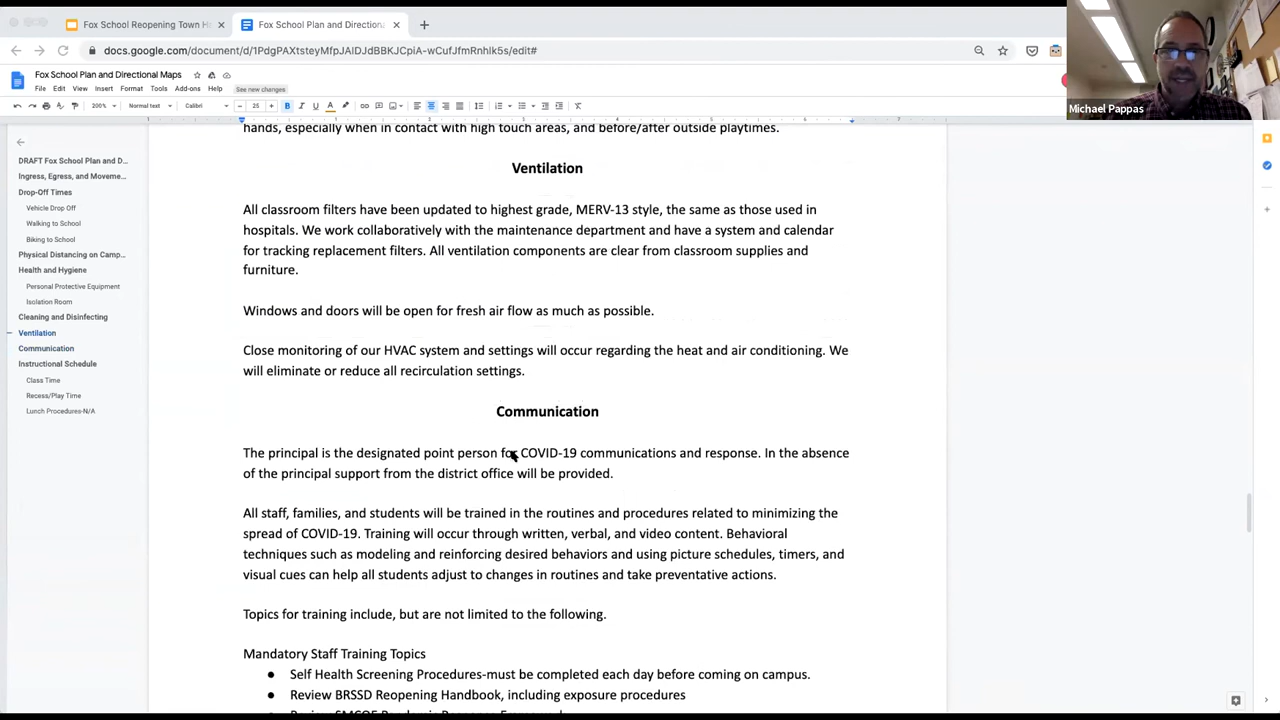 Fox School Reopening Town H
Fox School Plan and Directiona
docs.google.com/document/d/1PdgPAXtsteyMfpJAIDJdBBKJCpiA-wCufJfmRnhlk5s/edit#
Fox School Plan and Directional Maps
File Edit View Insert Format Tools Add-ons Help See new changes
200% Normal text Calibri 25
Michael Pappas
DRAFT Fox School Plan and D...
Ingress, Egress, and Moveme...
Drop-Off Times
Vehicle Drop Off
Walking to School
Biking to School
Physical Distancing on Camp...
Health and Hygiene
Personal Protective Equipment
Isolation Room
Cleaning and Disinfecting
Ventilation
Communication
Instructional Schedule
Class Time
Recess/Play Time
Lunch Procedures-N/A
hands, especially when in contact with high touch areas, and before/after outside playtimes.
Ventilation
All classroom filters have been updated to highest grade, MERV-13 style, the same as those used in
hospitals. We work collaboratively with the maintenance department and have a system and calendar
for tracking replacement filters. All ventilation components are clear from classroom supplies and
furniture.
Windows and doors will be open for fresh air flow as much as possible.
Close monitoring of our HVAC system and settings will occur regarding the heat and air conditioning. We
will eliminate or reduce all recirculation settings.
Communication
The principal is the designated point person for COVID-19 communications and response. In the absence
of the principal support from the district office will be provided.
All staff, families, and students will be trained in the routines and procedures related to minimizing the
spread of COVID-19. Training will occur through written, verbal, and video content. Behavioral
techniques such as modeling and reinforcing desired behaviors and using picture schedules, timers, and
visual cues can help all students adjust to changes in routines and take preventative actions.
Topics for training include, but are not limited to the following.
Mandatory Staff Training Topics
● Self Health Screening Procedures-must be completed each day before coming on campus.
● Review BRSSD Reopening Handbook, including exposure procedures